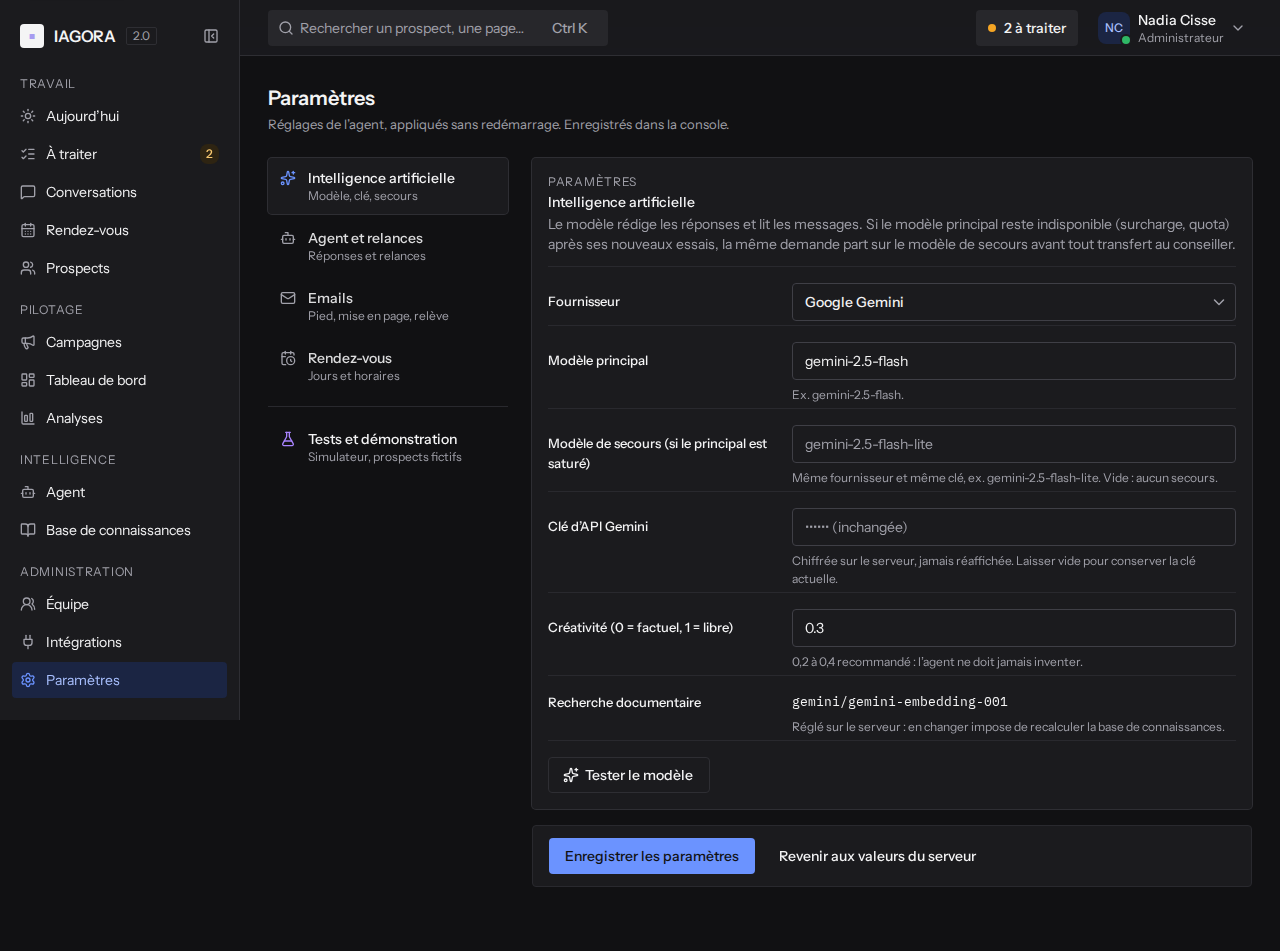 IAGORA 2.0
Rechercher un prospect, une page... Ctrl K
2 à traiter
NC
Nadia Cisse
Administrateur
TRAVAIL
Aujourd'hui
À traiter 2
Conversations
Rendez-vous
Prospects
PILOTAGE
Campagnes
Tableau de bord
Analyses
INTELLIGENCE
Agent
Base de connaissances
ADMINISTRATION
Équipe
Intégrations
Paramètres
Paramètres
Réglages de l'agent, appliqués sans redémarrage. Enregistrés dans la console.
Intelligence artificielle
Modèle, clé, secours
Agent et relances
Réponses et relances
Emails
Pied, mise en page, relève
Rendez-vous
Jours et horaires
Tests et démonstration
Simulateur, prospects fictifs
PARAMÈTRES
Intelligence artificielle
Le modèle rédige les réponses et lit les messages. Si le modèle principal reste indisponible (surcharge, quota)
après ses nouveaux essais, la même demande part sur le modèle de secours avant tout transfert au conseiller.
Fournisseur
Google Gemini
Modèle principal
gemini-2.5-flash
Ex. gemini-2.5-flash.
Modèle de secours (si le principal est
saturé)
gemini-2.5-flash-lite
Même fournisseur et même clé, ex. gemini-2.5-flash-lite. Vide : aucun secours.
Clé d'API Gemini
•••••• (inchangée)
Chiffrée sur le serveur, jamais réaffichée. Laisser vide pour conserver la clé
actuelle.
Créativité (0 = factuel, 1 = libre)
0.3
0,2 à 0,4 recommandé : l'agent ne doit jamais inventer.
Recherche documentaire
gemini/gemini-embedding-001
Réglé sur le serveur : en changer impose de recalculer la base de connaissances.
Tester le modèle
Enregistrer les paramètres
Revenir aux valeurs du serveur